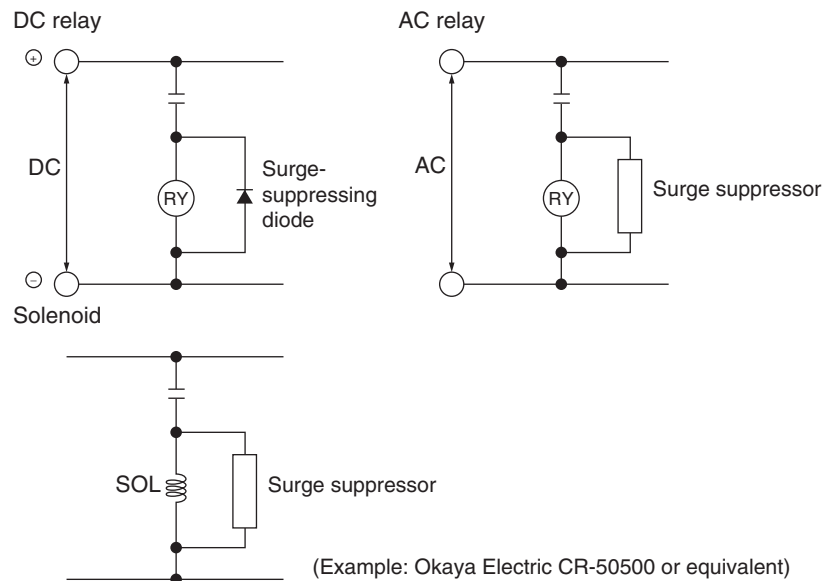 DC relay
⊕
DC
RY
Surge-
suppressing
diode
⊖
AC relay
AC
RY
Surge suppressor
Solenoid
SOL
Surge suppressor
(Example: Okaya Electric CR-50500 or equivalent)